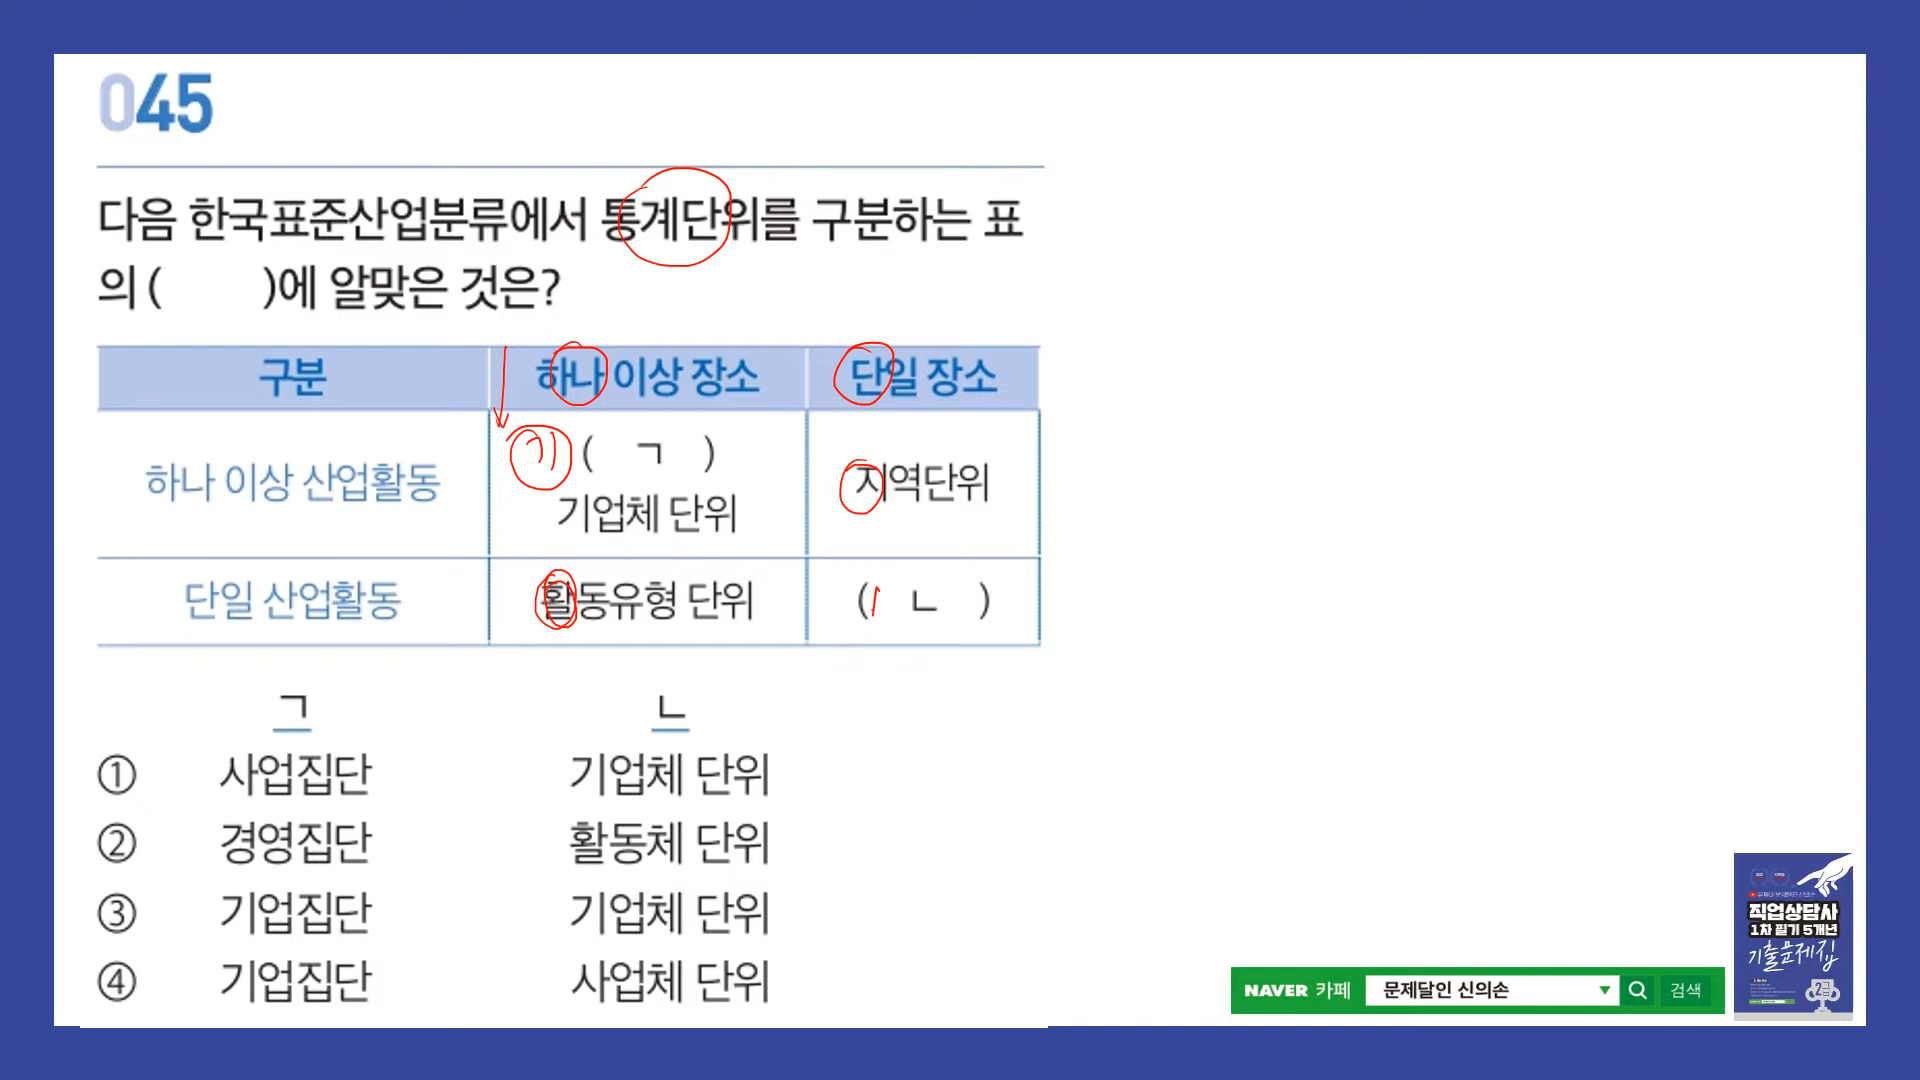 045
다음 한국표준산업분류에서 통계단위를 구분하는 표
의 (      )에 알맞은 것은?
구분 하나 이상 장소 단일 장소
하나 이상 산업활동 기 ( ㄱ ) 기업체 단위 지역단위
단일 산업활동 활동유형 단위 ( ㄴ )
ㄱ ㄴ
① 사업집단 기업체 단위
② 경영집단 활동체 단위
③ 기업집단 기업체 단위
④ 기업집단 사업체 단위
NAVER 카페 문제달인 신의손 검색
직업상담사
1차 필기 5개년
기출문제집
2급